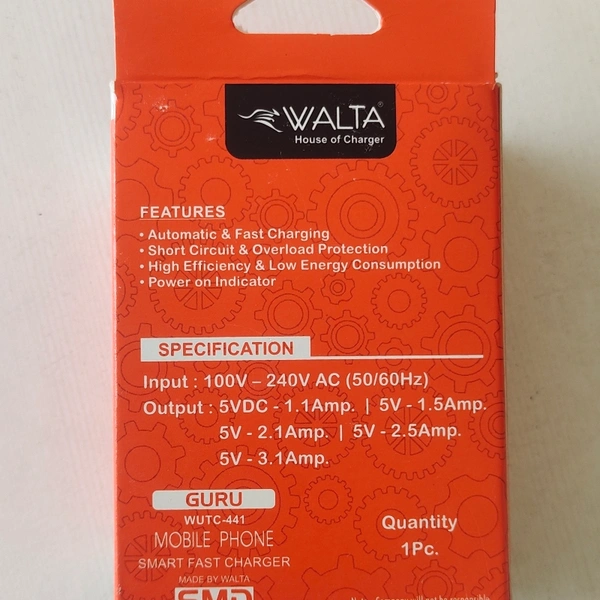 WALTA®
House of Charger
FEATURES
• Automatic & Fast Charging
• Short Circuit & Overload Protection
• High Efficiency & Low Energy Consumption
• Power on Indicator
SPECIFICATION
Input : 100V – 240V AC (50/60Hz)
Output : 5VDC - 1.1Amp. | 5V - 1.5Amp.
5V - 2.1Amp. | 5V - 2.5Amp.
5V - 3.1Amp.
GURU
WUTC-441
MOBILE PHONE
SMART FAST CHARGER
MADE BY WALTA
Quantity
1Pc.